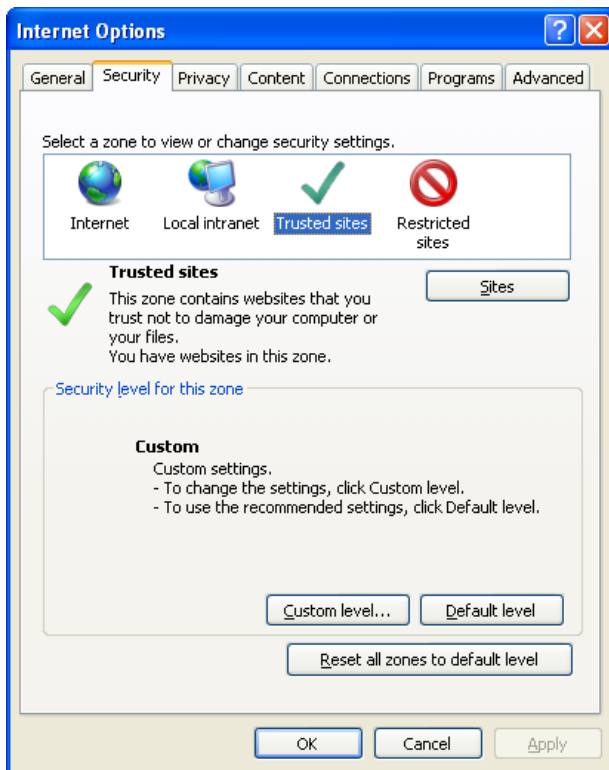 Internet Options
General Security Privacy Content Connections Programs Advanced
Select a zone to view or change security settings.
Internet Local intranet Trusted sites Restricted
sites
Trusted sites
Sites
This zone contains websites that you
trust not to damage your computer or
your files.
You have websites in this zone.
Security level for this zone
Custom
Custom settings.
- To change the settings, click Custom level.
- To use the recommended settings, click Default level.
Custom level... Default level
Reset all zones to default level
OK Cancel Apply